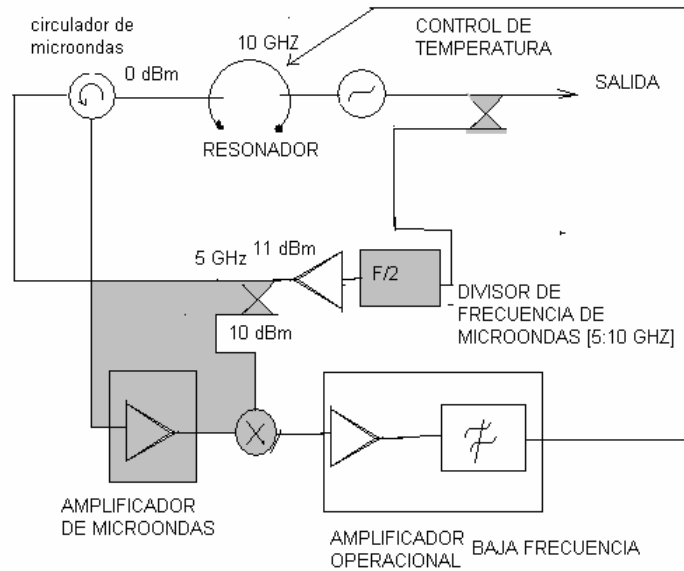 circulador de
microondas
0 dBm
10 GHZ
RESONADOR
CONTROL DE
TEMPERATURA
SALIDA
5 GHz
11 dBm
F/2
DIVISOR DE
FRECUENCIA DE
MICROONDAS [5:10 GHZ]
10 dBm
AMPLIFICADOR
DE MICROONDAS
AMPLIFICADOR
OPERACIONAL
BAJA FRECUENCIA